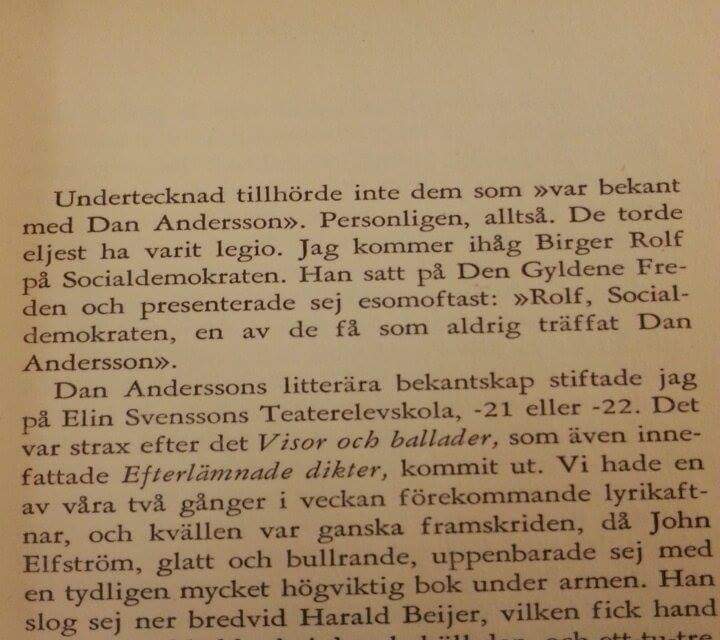 Undertecknad tillhörde inte dem som »var bekant
med Dan Andersson». Personligen, alltså. De torde
eljest ha varit legio. Jag kommer ihåg Birger Rolf
på Socialdemokraten. Han satt på Den Gyldene Fre-
den och presenterade sej esomoftast: »Rolf, Social-
demokraten, en av de få som aldrig träffat Dan
Andersson».
Dan Anderssons litterära bekantskap stiftade jag
på Elin Svenssons Teaterelevskola, -21 eller -22. Det
var strax efter det Visor och ballader, som även inne-
fattade Efterlämnade dikter, kommit ut. Vi hade en
av våra två gånger i veckan förekommande lyrikaft-
nar, och kvällen var ganska framskriden, då John
Elfström, glatt och bullrande, uppenbarade sej med
en tydligen mycket högviktig bok under armen. Han
slog sej ner bredvid Harald Beijer, vilken fick hand